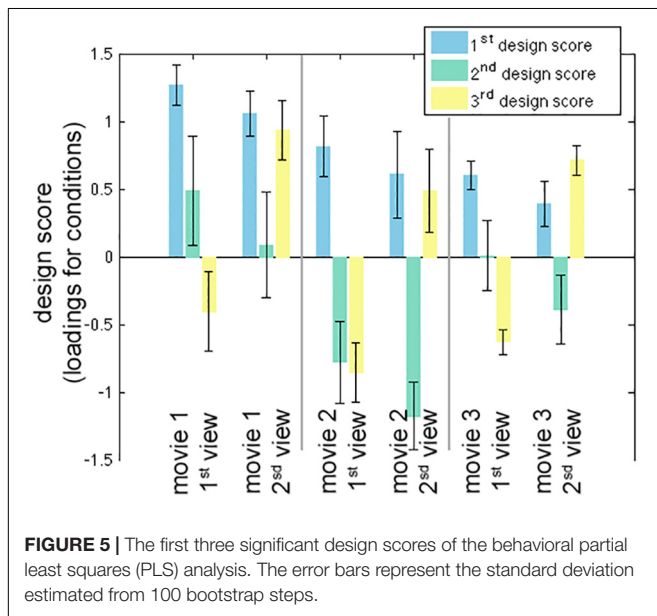 1st design score
2nd design score
3rd design score
design score
(loadings for conditions)
1.5
1
0.5
0
-0.5
-1
-1.5
movie 1
1st view
movie 1
2sd view
movie 2
1st view
movie 2
2sd view
movie 3
1st view
movie 3
2sd view
FIGURE 5 | The first three significant design scores of the behavioral partial
least squares (PLS) analysis. The error bars represent the standard deviation
estimated from 100 bootstrap steps.